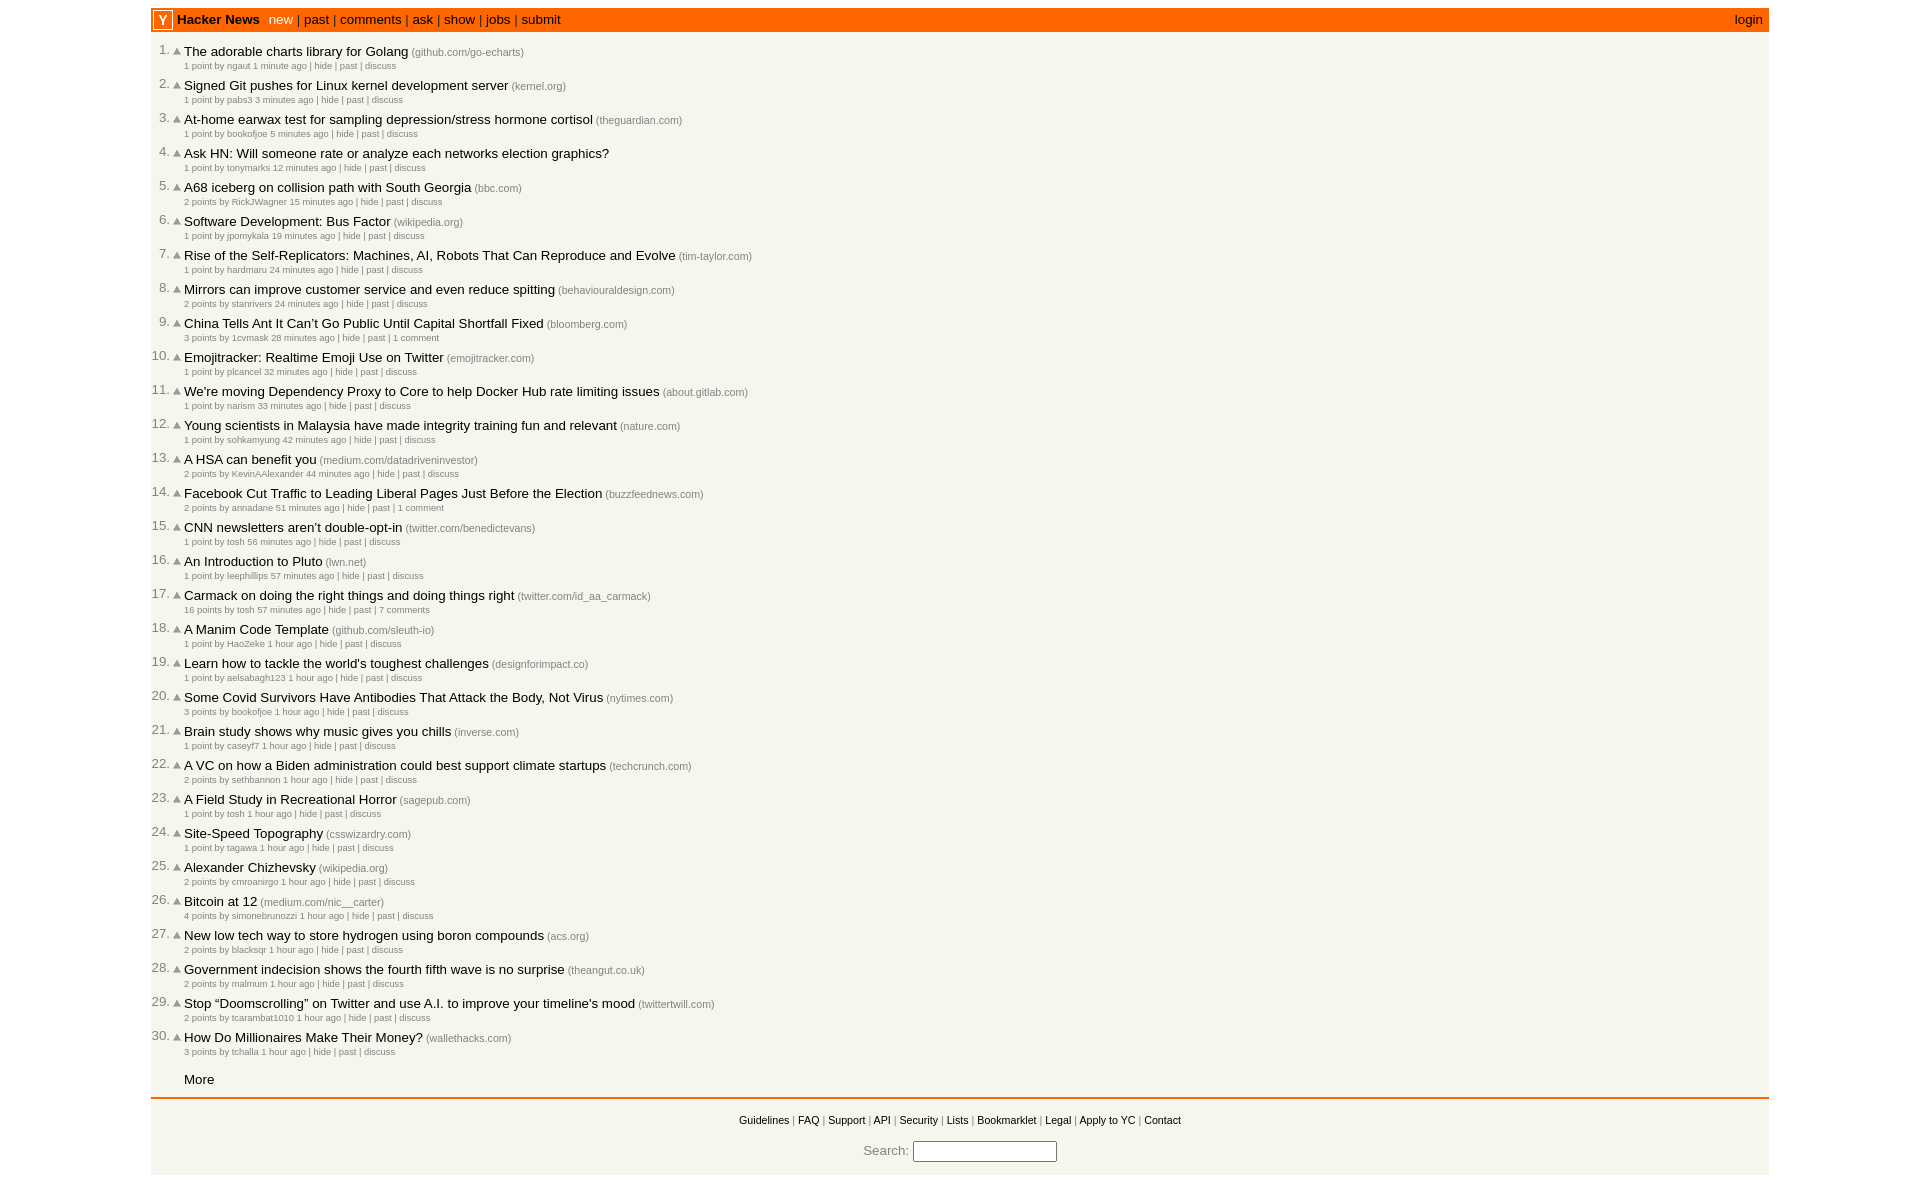 Y Hacker News new | past | comments | ask | show | jobs | submit login
1. The adorable charts library for Golang (github.com/go-echarts)
1 point by ngaut 1 minute ago | hide | past | discuss
2. Signed Git pushes for Linux kernel development server (kernel.org)
1 point by pabs3 3 minutes ago | hide | past | discuss
3. At-home earwax test for sampling depression/stress hormone cortisol (theguardian.com)
1 point by bookofjoe 5 minutes ago | hide | past | discuss
4. Ask HN: Will someone rate or analyze each networks election graphics?
1 point by tonymarks 12 minutes ago | hide | past | discuss
5. A68 iceberg on collision path with South Georgia (bbc.com)
2 points by RickJWagner 15 minutes ago | hide | past | discuss
6. Software Development: Bus Factor (wikipedia.org)
1 point by jpomykala 19 minutes ago | hide | past | discuss
7. Rise of the Self-Replicators: Machines, AI, Robots That Can Reproduce and Evolve (tim-taylor.com)
1 point by hardmaru 24 minutes ago | hide | past | discuss
8. Mirrors can improve customer service and even reduce spitting (behaviouraldesign.com)
2 points by stanrivers 24 minutes ago | hide | past | discuss
9. China Tells Ant It Can’t Go Public Until Capital Shortfall Fixed (bloomberg.com)
3 points by 1cvmask 28 minutes ago | hide | past | 1 comment
10. Emojitracker: Realtime Emoji Use on Twitter (emojitracker.com)
1 point by plcancel 32 minutes ago | hide | past | discuss
11. We're moving Dependency Proxy to Core to help Docker Hub rate limiting issues (about.gitlab.com)
1 point by narism 33 minutes ago | hide | past | discuss
12. Young scientists in Malaysia have made integrity training fun and relevant (nature.com)
1 point by sohkamyung 42 minutes ago | hide | past | discuss
13. A HSA can benefit you (medium.com/datadriveninvestor)
2 points by KevinAAlexander 44 minutes ago | hide | past | discuss
14. Facebook Cut Traffic to Leading Liberal Pages Just Before the Election (buzzfeednews.com)
2 points by annadane 51 minutes ago | hide | past | 1 comment
15. CNN newsletters aren’t double-opt-in (twitter.com/benedictevans)
1 point by tosh 56 minutes ago | hide | past | discuss
16. An Introduction to Pluto (lwn.net)
1 point by leephillips 57 minutes ago | hide | past | discuss
17. Carmack on doing the right things and doing things right (twitter.com/id_aa_carmack)
16 points by tosh 57 minutes ago | hide | past | 7 comments
18. A Manim Code Template (github.com/sleuth-io)
1 point by HaoZeke 1 hour ago | hide | past | discuss
19. Learn how to tackle the world's toughest challenges (designforimpact.co)
1 point by aelsabagh123 1 hour ago | hide | past | discuss
20. Some Covid Survivors Have Antibodies That Attack the Body, Not Virus (nytimes.com)
3 points by bookofjoe 1 hour ago | hide | past | discuss
21. Brain study shows why music gives you chills (inverse.com)
1 point by caseyf7 1 hour ago | hide | past | discuss
22. A VC on how a Biden administration could best support climate startups (techcrunch.com)
2 points by sethbannon 1 hour ago | hide | past | discuss
23. A Field Study in Recreational Horror (sagepub.com)
1 point by tosh 1 hour ago | hide | past | discuss
24. Site-Speed Topography (csswizardry.com)
1 point by tagawa 1 hour ago | hide | past | discuss
25. Alexander Chizhevsky (wikipedia.org)
2 points by cmroanirgo 1 hour ago | hide | past | discuss
26. Bitcoin at 12 (medium.com/nic__carter)
4 points by simonebrunozzi 1 hour ago | hide | past | discuss
27. New low tech way to store hydrogen using boron compounds (acs.org)
2 points by blacksqr 1 hour ago | hide | past | discuss
28. Government indecision shows the fourth fifth wave is no surprise (theangut.co.uk)
2 points by malmum 1 hour ago | hide | past | discuss
29. Stop “Doomscrolling” on Twitter and use A.I. to improve your timeline's mood (twittertwill.com)
2 points by tcarambat1010 1 hour ago | hide | past | discuss
30. How Do Millionaires Make Their Money? (wallethacks.com)
3 points by tchalla 1 hour ago | hide | past | discuss
More
Guidelines | FAQ | Support | API | Security | Lists | Bookmarklet | Legal | Apply to YC | Contact
Search: